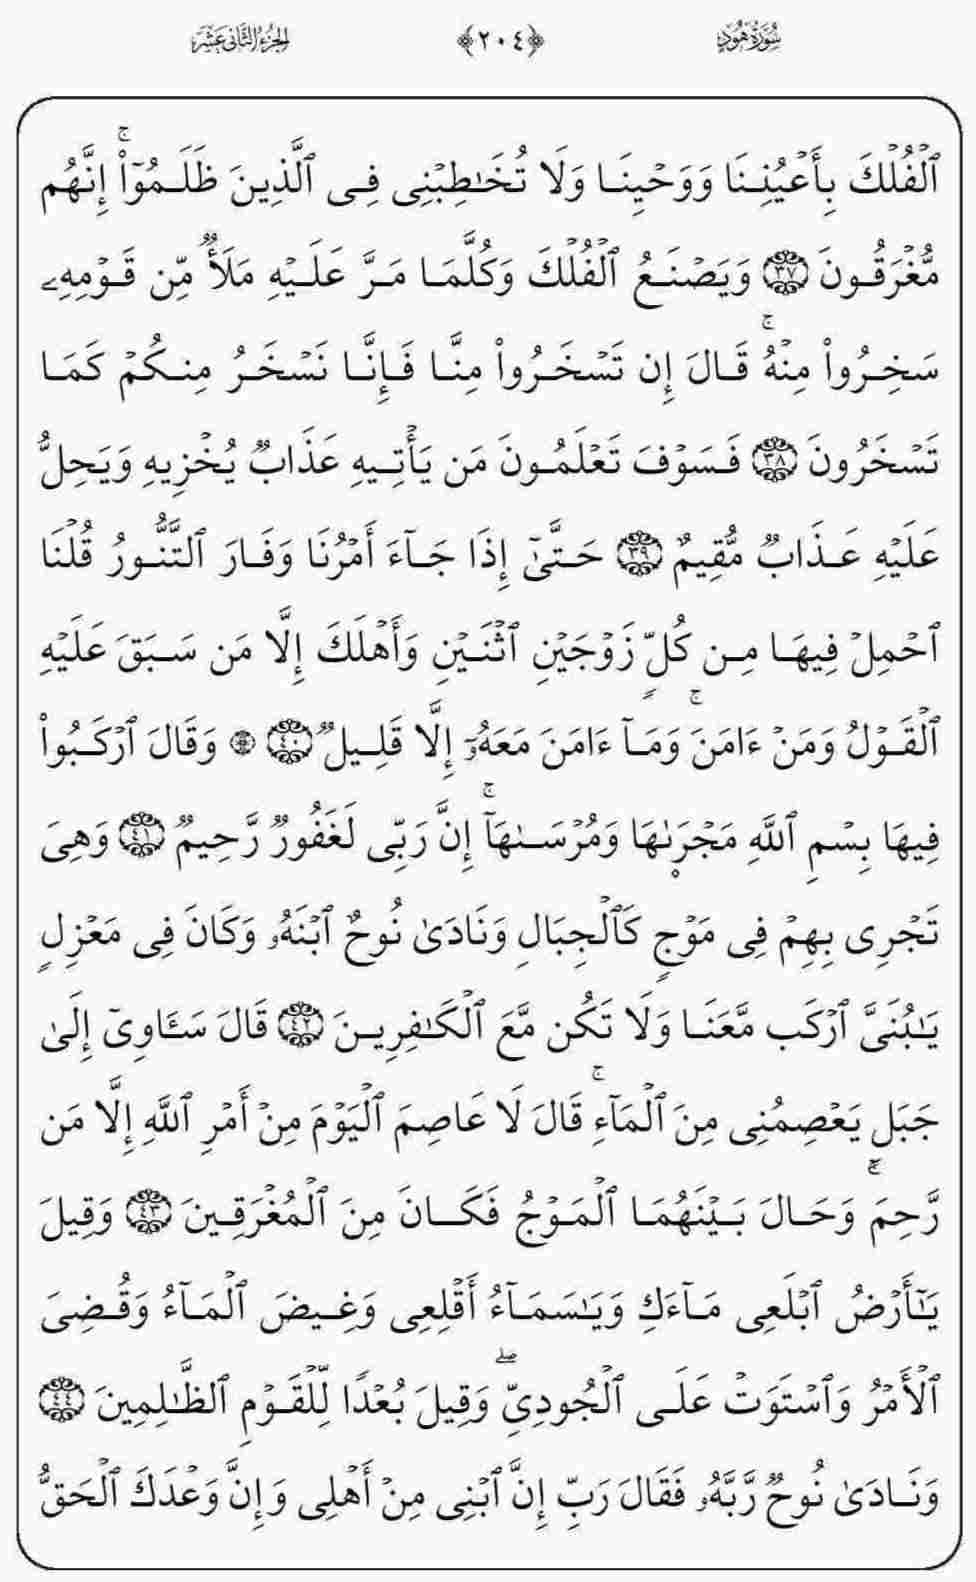 سُورَةُ هُودٍ ﴿٢٠٤﴾ الجزءُ الثَّانِي عَشَرَ
ٱلۡفُلۡكَ بِأَعۡيُنِنَا وَوَحۡيِنَا وَلَا تُخَٰطِبۡنِى فِى ٱلَّذِينَ ظَلَمُوٓاْۚ إِنَّهُم
مُّغۡرَقُونَ ٣٧ وَيَصۡنَعُ ٱلۡفُلۡكَ وَكُلَّمَا مَرَّ عَلَيۡهِ مَلَأٌ مِّن قَوۡمِهِۦ
سَخِرُواْ مِنۡهُۚ قَالَ إِن تَسۡخَرُواْ مِنَّا فَإِنَّا نَسۡخَرُ مِنكُمۡ كَمَا
تَسۡخَرُونَ ٣٨ فَسَوۡفَ تَعۡلَمُونَ مَن يَأۡتِيهِ عَذَابٌ يُخۡزِيهِ وَيَحِلُّ
عَلَيۡهِ عَذَابٌ مُّقِيمٌ ٣٩ حَتَّىٰٓ إِذَا جَآءَ أَمۡرُنَا وَفَارَ ٱلتَّنُّورُ قُلۡنَا
ٱحۡمِلۡ فِيهَا مِن كُلٍّ زَوۡجَيۡنِ ٱثۡنَيۡنِ وَأَهۡلَكَ إِلَّا مَن سَبَقَ عَلَيۡهِ
ٱلۡقَوۡلُ وَمَنۡ ءَامَنَۚ وَمَآ ءَامَنَ مَعَهُۥٓ إِلَّا قَلِيلٌ ٤٠ ۞ وَقَالَ ٱرۡكَبُواْ
فِيهَا بِسۡمِ ٱللَّهِ مَجۡر۪ىٰهَا وَمُرۡسَىٰهَآۚ إِنَّ رَبِّى لَغَفُورٌ رَّحِيمٌ ٤١ وَهِىَ
تَجۡرِى بِهِمۡ فِى مَوۡجٍ كَٱلۡجِبَالِ وَنَادَىٰ نُوحٌ ٱبۡنَهُۥ وَكَانَ فِى مَعۡزِلٍ
يَٰبُنَىَّ ٱرۡكَب مَّعَنَا وَلَا تَكُن مَّعَ ٱلۡكَٰفِرِينَ ٤٢ قَالَ سَـَٔاوِىٓ إِلَىٰ
جَبَلٍ يَعۡصِمُنِى مِنَ ٱلۡمَآءِۚ قَالَ لَا عَاصِمَ ٱلۡيَوۡمَ مِنۡ أَمۡرِ ٱللَّهِ إِلَّا مَن
رَّحِمَۚ وَحَالَ بَيۡنَهُمَا ٱلۡمَوۡجُ فَكَانَ مِنَ ٱلۡمُغۡرَقِينَ ٤٣ وَقِيلَ
يَٰٓأَرۡضُ ٱبۡلَعِى مَآءَكِ وَيَٰسَمَآءُ أَقۡلِعِى وَغِيضَ ٱلۡمَآءُ وَقُضِىَ
ٱلۡأَمۡرُ وَٱسۡتَوَتۡ عَلَى ٱلۡجُودِىِّۖ وَقِيلَ بُعۡدًا لِّلۡقَوۡمِ ٱلظَّٰلِمِينَ ٤٤
وَنَادَىٰ نُوحٌ رَّبَّهُۥ فَقَالَ رَبِّ إِنَّ ٱبۡنِى مِنۡ أَهۡلِى وَإِنَّ وَعۡدَكَ ٱلۡحَقُّ